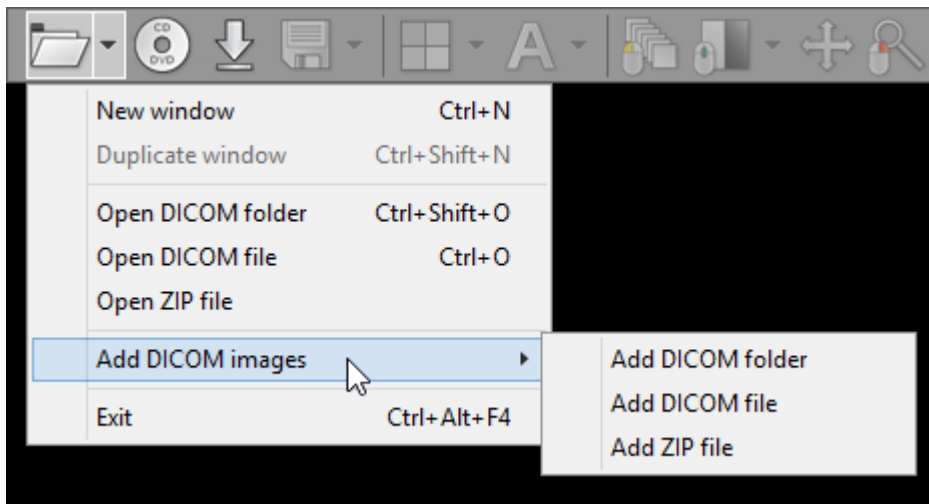 CD
DVD
A
New window Ctrl+N
Duplicate window Ctrl+Shift+N
Open DICOM folder Ctrl+Shift+O
Open DICOM file Ctrl+O
Open ZIP file
Add DICOM images
Exit Ctrl+Alt+F4
Add DICOM folder
Add DICOM file
Add ZIP file